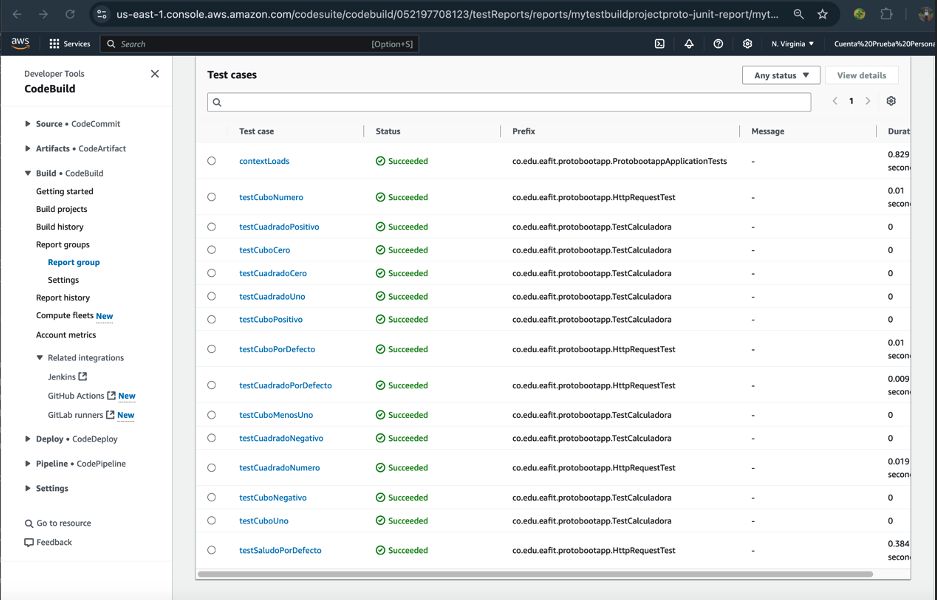 us-east-1.console.aws.amazon.com/codesuite/codebuild/052197708123/testReports/reports/mytestbuildprojectproto-junit-report/myt...
aws Services Search [Option+S] N. Virginia Cuenta%20Prueba%20Persona
Developer Tools
CodeBuild
Source • CodeCommit
Artifacts • CodeArtifact
Build • CodeBuild
Getting started
Build projects
Build history
Report groups
Report group
Settings
Report history
Compute fleets New
Account metrics
Related integrations
Jenkins
GitHub Actions New
GitLab runners New
Deploy • CodeDeploy
Pipeline • CodePipeline
Settings
Go to resource
Feedback
Test cases Any status View details
1
Test case Status Prefix Message Durat
contextLoads Succeeded co.edu.eafit.protobootapp.ProtobootappApplicationTests - 0.829 secon
testCuboNumero Succeeded co.edu.eafit.protobootapp.HttpRequestTest - 0.01 secon
testCuadradoPositivo Succeeded co.edu.eafit.protobootapp.TestCalculadora - 0
testCuboCero Succeeded co.edu.eafit.protobootapp.TestCalculadora - 0
testCuadradoCero Succeeded co.edu.eafit.protobootapp.TestCalculadora - 0
testCuadradoUno Succeeded co.edu.eafit.protobootapp.TestCalculadora - 0
testCuboPositivo Succeeded co.edu.eafit.protobootapp.TestCalculadora - 0
testCuboPorDefecto Succeeded co.edu.eafit.protobootapp.HttpRequestTest - 0.01 secon
testCuadradoPorDefecto Succeeded co.edu.eafit.protobootapp.HttpRequestTest - 0.009 secon
testCuboMenosUno Succeeded co.edu.eafit.protobootapp.TestCalculadora - 0
testCuadradoNegativo Succeeded co.edu.eafit.protobootapp.TestCalculadora - 0
testCuadradoNumero Succeeded co.edu.eafit.protobootapp.HttpRequestTest - 0.019 secon
testCuboNegativo Succeeded co.edu.eafit.protobootapp.TestCalculadora - 0
testCuboUno Succeeded co.edu.eafit.protobootapp.TestCalculadora - 0
testSaludoPorDefecto Succeeded co.edu.eafit.protobootapp.HttpRequestTest - 0.384 secon